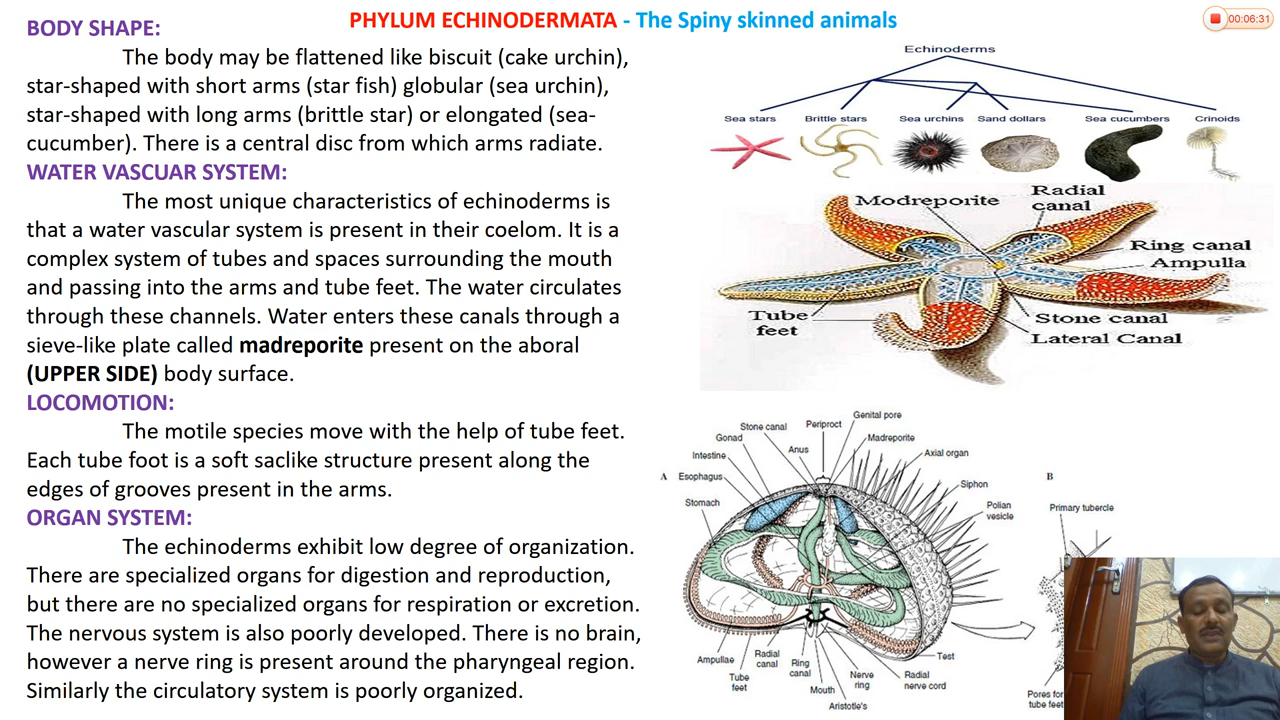 PHYLUM ECHINODERMATA - The Spiny skinned animals
00:06:31
BODY SHAPE:
The body may be flattened like biscuit (cake urchin),
star-shaped with short arms (star fish) globular (sea urchin),
star-shaped with long arms (brittle star) or elongated (sea-
cucumber). There is a central disc from which arms radiate.
WATER VASCUAR SYSTEM:
The most unique characteristics of echinoderms is
that a water vascular system is present in their coelom. It is a
complex system of tubes and spaces surrounding the mouth
and passing into the arms and tube feet. The water circulates
through these channels. Water enters these canals through a
sieve-like plate called madreporite present on the aboral
(UPPER SIDE) body surface.
LOCOMOTION:
The motile species move with the help of tube feet.
Each tube foot is a soft saclike structure present along the
edges of grooves present in the arms.
ORGAN SYSTEM:
The echinoderms exhibit low degree of organization.
There are specialized organs for digestion and reproduction,
but there are no specialized organs for respiration or excretion.
The nervous system is also poorly developed. There is no brain,
however a nerve ring is present around the pharyngeal region.
Similarly the circulatory system is poorly organized.
Echinoderms
Sea stars
Brittle stars
Sea urchins
Sand dollars
Sea cucumbers
Crinoids
Modreporite
Radial
canal
Ring canal
Ampulla
Tube
feet
Stone canal
Lateral Canal
A
Genital pore
Periproct
Stone canal
Madreporite
Gonad
Anus
Axial organ
Intestine
Esophagus
Siphon
Stomach
Polian
vesicle
Ampullae
Tube
feet
Radial
canal
Ring
canal
Mouth
Aristotle's
Nerve
ring
Radial
nerve cord
Test
B
Primary tubercle
Pores for
tube feet